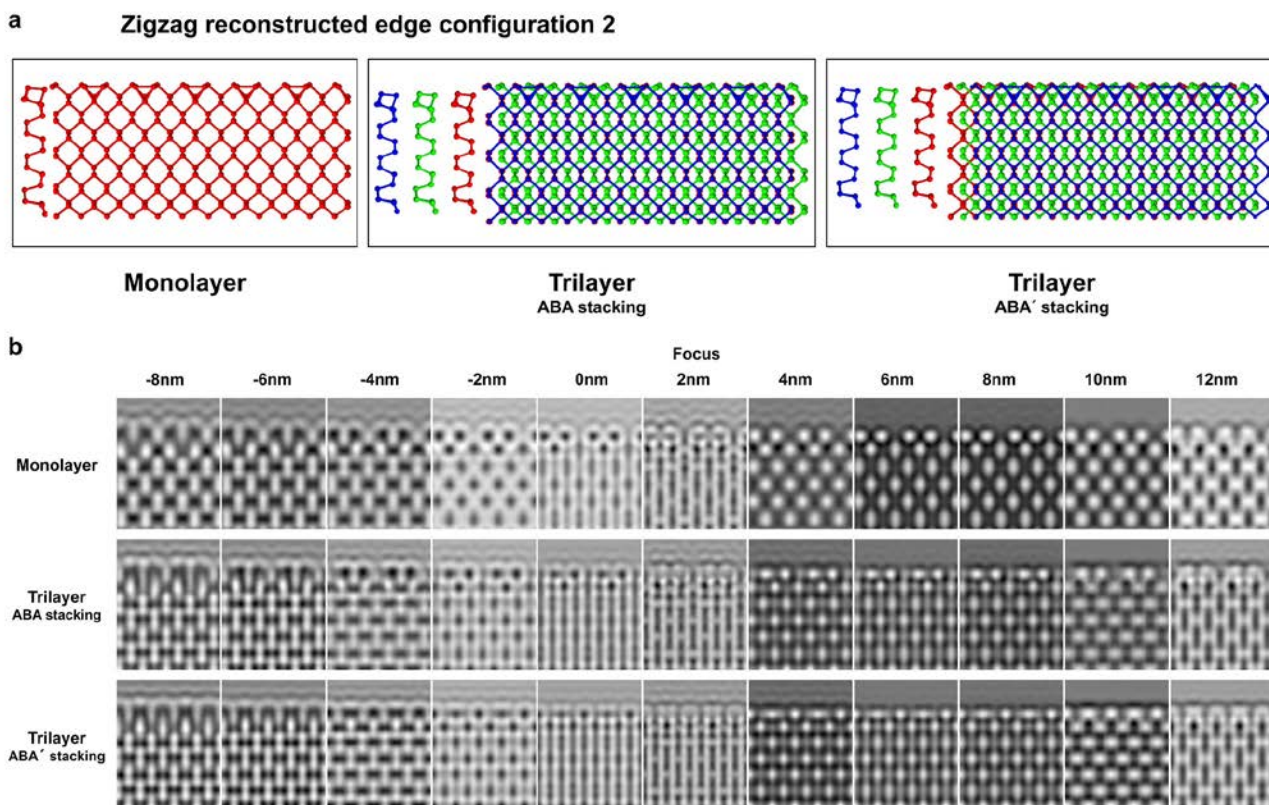 a
Zigzag reconstructed edge configuration 2
Monolayer
Trilayer
ABA stacking
Trilayer
ABA´ stacking
b
Focus
-8nm -6nm -4nm -2nm 0nm 2nm 4nm 6nm 8nm 10nm 12nm
Monolayer
Trilayer
ABA stacking
Trilayer
ABA´ stacking